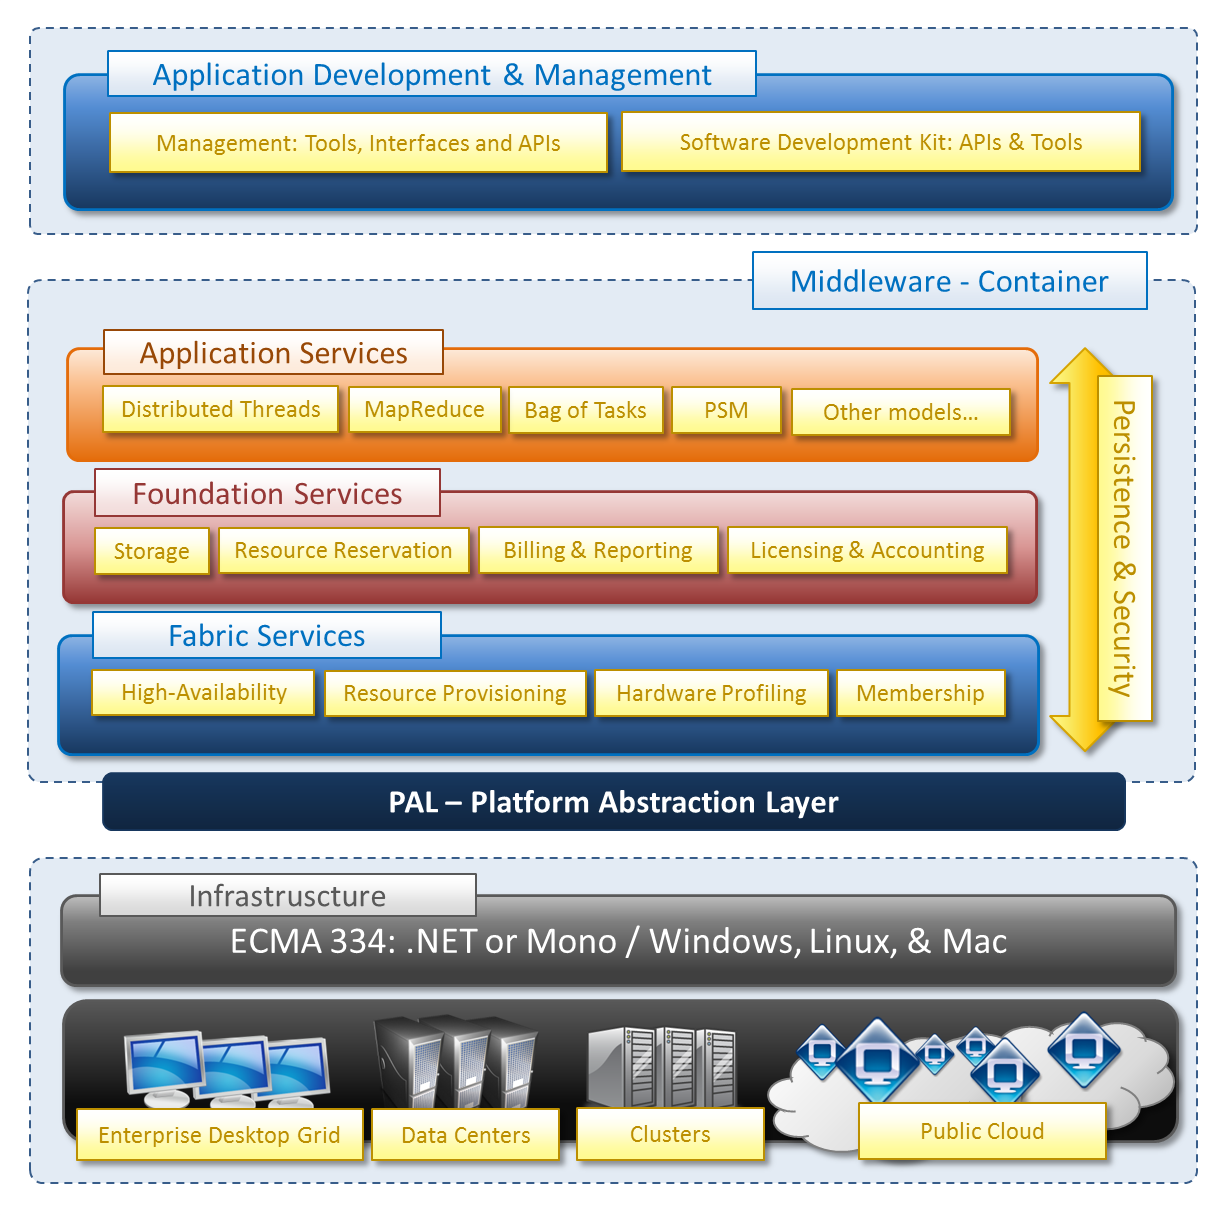 Application Development & Management
Management: Tools, Interfaces and APIs
Software Development Kit: APIs & Tools
Middleware - Container
Application Services
Distributed Threads
MapReduce
Bag of Tasks
PSM
Other models...
Persistence & Security
Foundation Services
Storage
Resource Reservation
Billing & Reporting
Licensing & Accounting
Fabric Services
High-Availability
Resource Provisioning
Hardware Profiling
Membership
PAL – Platform Abstraction Layer
Infrastruscture
ECMA 334: .NET or Mono / Windows, Linux, & Mac
Enterprise Desktop Grid
Data Centers
Clusters
Public Cloud